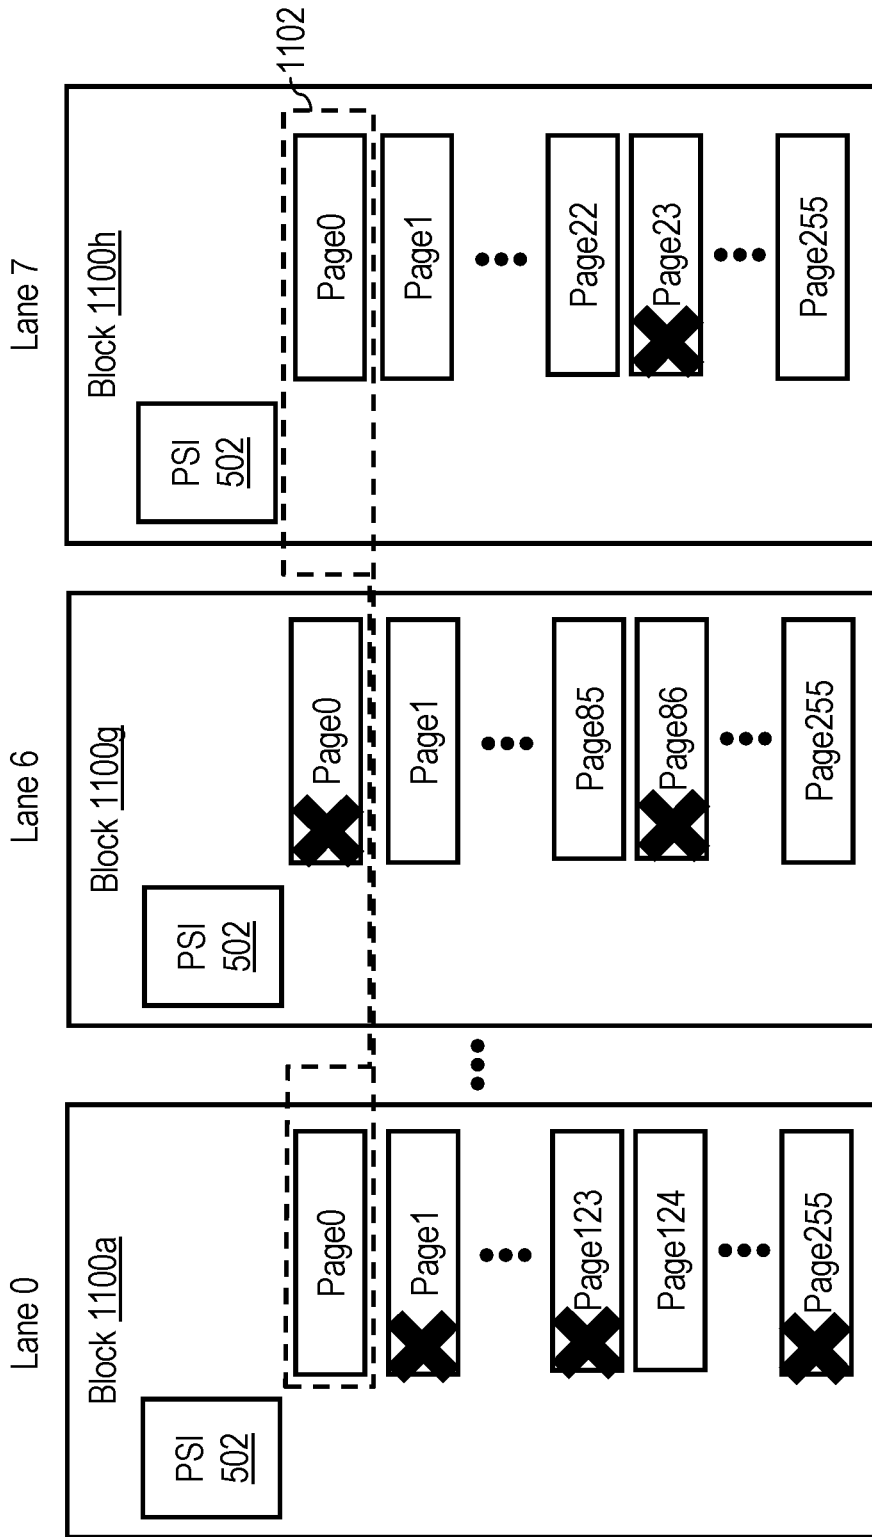 Lane 0
Block 1100a
PSI
502
Page0
Page1
Page123
Page124
Page255
Lane 6
Block 1100g
PSI
502
Page0
Page1
Page85
Page86
Page255
Lane 7
Block 1100h
PSI
502
1102
Page0
Page1
Page22
Page23
Page255